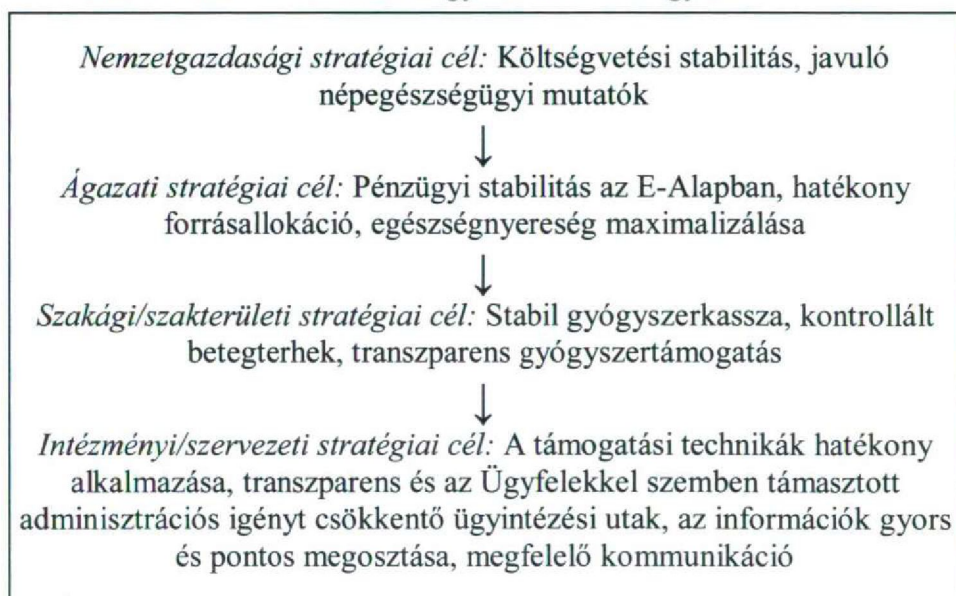 Nemzetgazdasági stratégiai cél: Költségvetési stabilitás, javuló
népegészségügyi mutatók
↓
Ágazati stratégiai cél: Pénzügyi stabilitás az E-Alapban, hatékony
forrásallokáció, egészségnyereség maximalizálása
↓
Szakági/szakterületi stratégiai cél: Stabil gyógyszerkassza, kontrollált
betegterhek, transzparens gyógyszertámogatás
↓
Intézményi/szervezeti stratégiai cél: A támogatási technikák hatékony
alkalmazása, transzparens és az Ügyfelekkel szemben támasztott
adminisztrációs igényt csökkentő ügyintézési utak, az információk gyors
és pontos megosztása, megfelelő kommunikáció